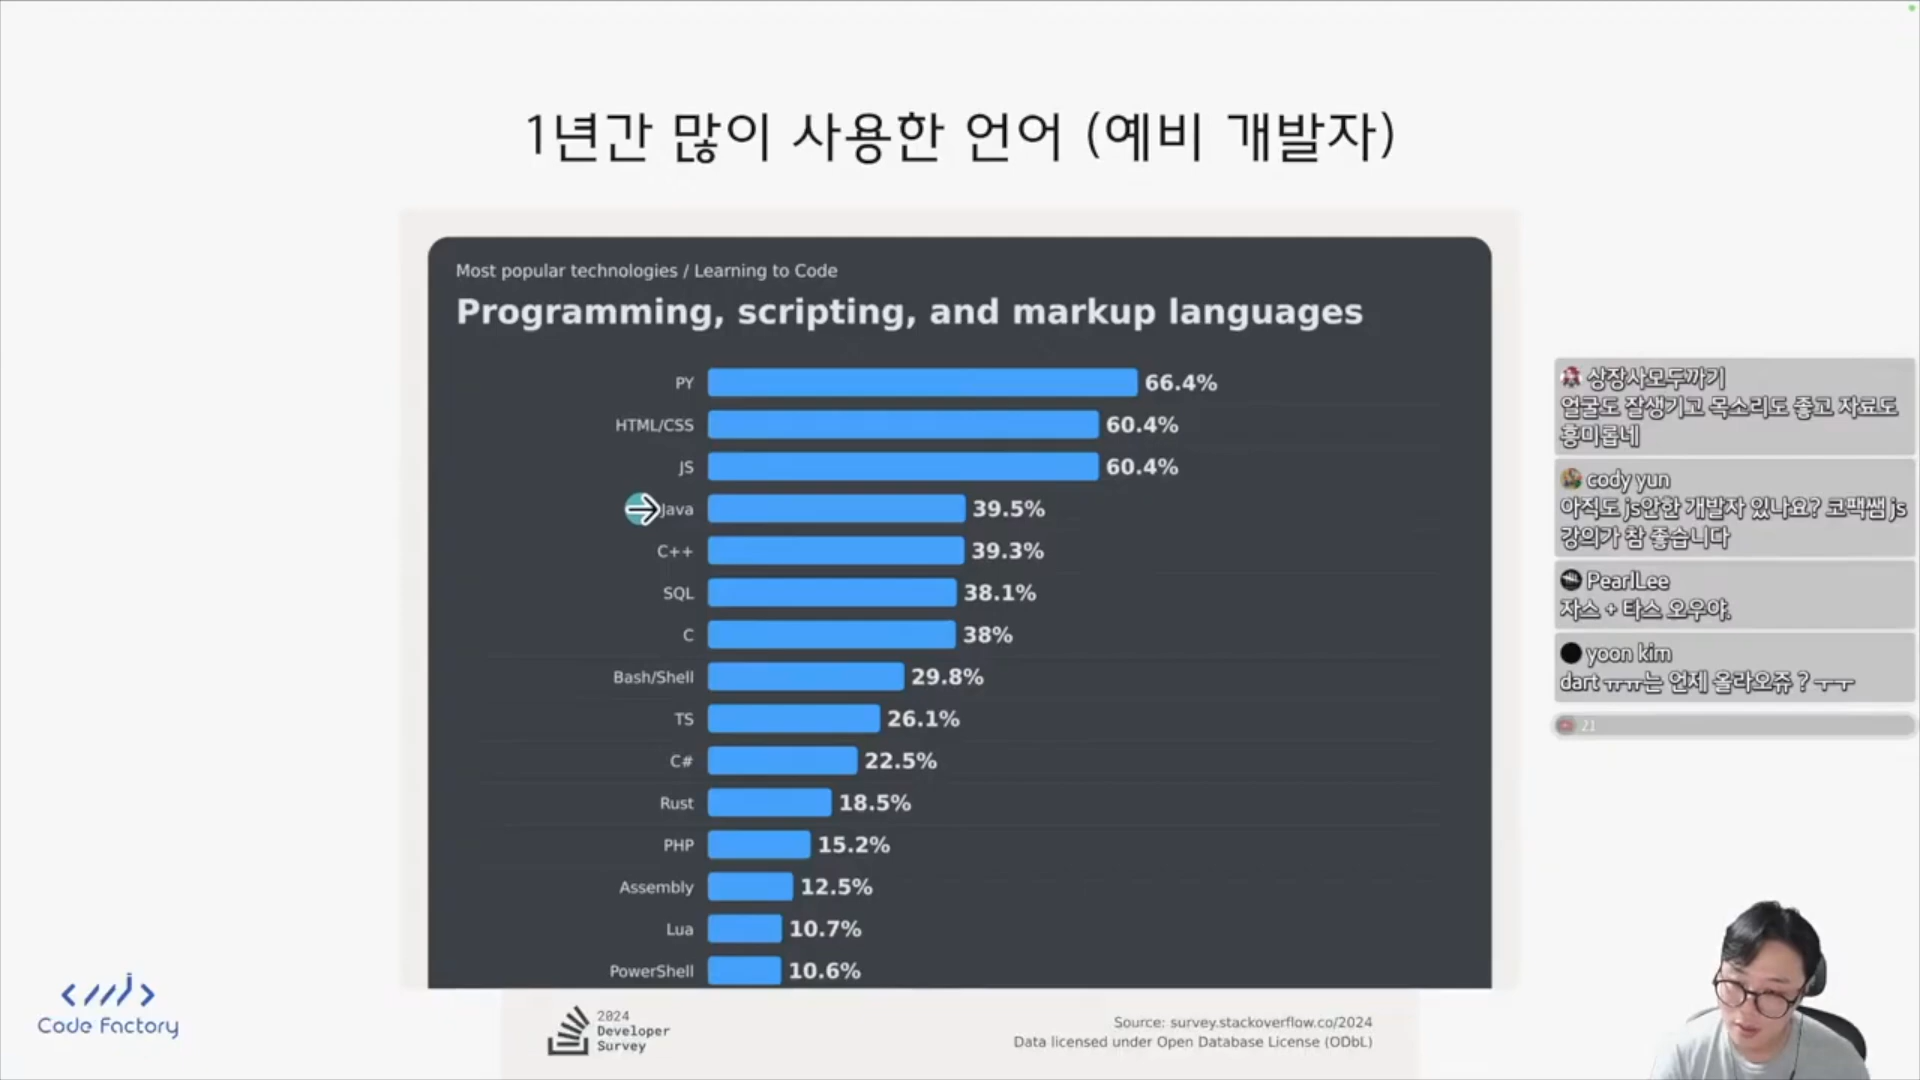 1년간 많이 사용한 언어 (예비 개발자)
Most popular technologies / Learning to Code
Programming, scripting, and markup languages
PY 66.4%
HTML/CSS 60.4%
JS 60.4%
Java 39.5%
C++ 39.3%
SQL 38.1%
C 38%
Bash/Shell 29.8%
TS 26.1%
C# 22.5%
Rust 18.5%
PHP 15.2%
Assembly 12.5%
Lua 10.7%
PowerShell 10.6%
2024
Developer
Survey
Source: survey.stackoverflow.co/2024
Data licensed under Open Database License (ODbL)
Code Factory
상장사모두까기
얼굴도 잘생기고 목소리도 좋고 자료도
흥미롭네
cody yun
아직도 js안한 개발자 있나요? 코팩쌤 js
강의가 참 좋습니다
PearlLee
자스 + 타스 오우야.
yoon kim
dart ㅠㅠ는 언제 올라오쥬 ? ㅜㅜ
21